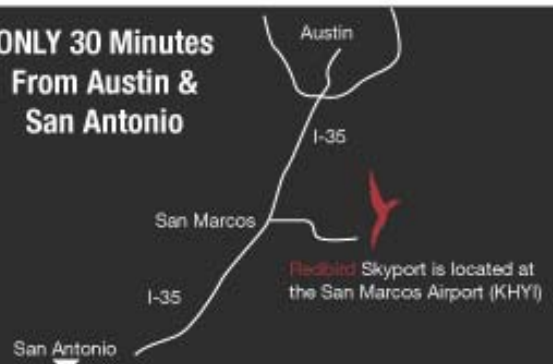 ONLY 30 Minutes
From Austin &
San Antonio
Austin
I-35
San Marcos
Redbird Skyport is located at
the San Marcos Airport (KHYI)
I-35
San Antonio